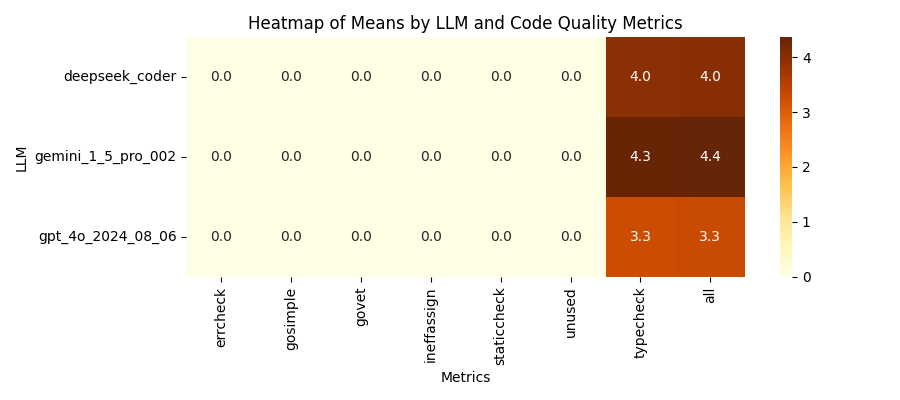 Heatmap of Means by LLM and Code Quality Metrics
LLM
deepseek_coder 0.0 0.0 0.0 0.0 0.0 0.0 4.0 4.0
gemini_1_5_pro_002 0.0 0.0 0.0 0.0 0.0 0.0 4.3 4.4
gpt_4o_2024_08_06 0.0 0.0 0.0 0.0 0.0 0.0 3.3 3.3
errcheck gosimple govet ineffassign staticcheck unused typecheck all
Metrics
4
3
2
1
0